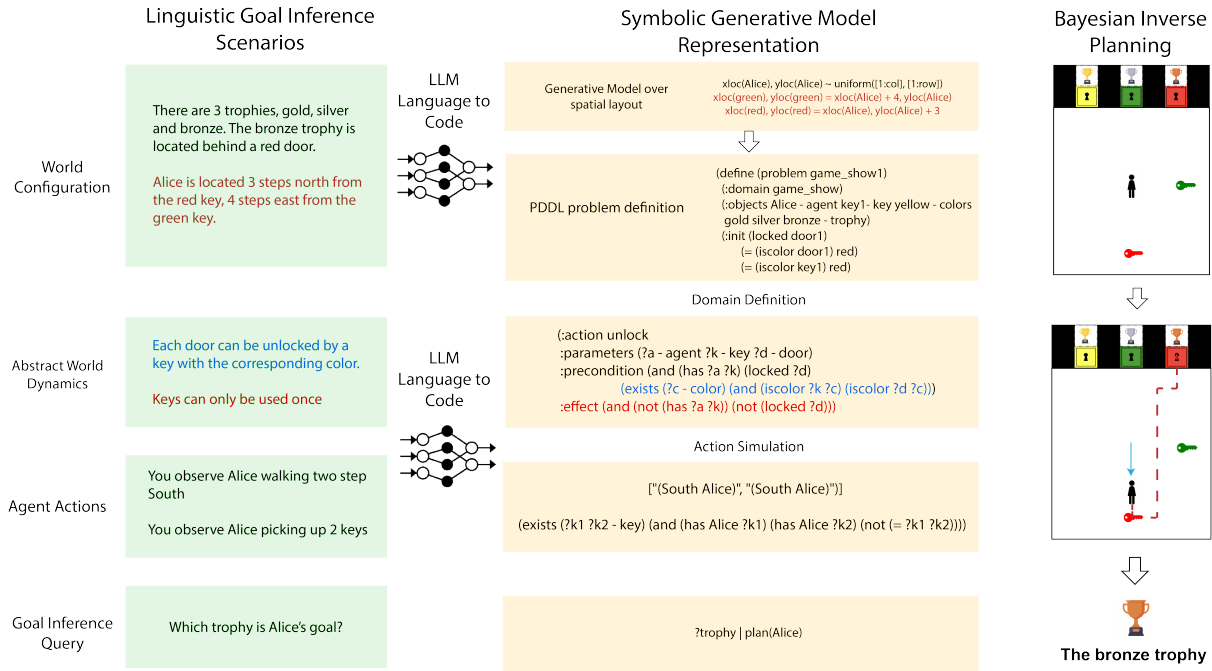 Linguistic Goal Inference
Scenarios
Symbolic Generative Model
Representation
Bayesian Inverse
Planning
World
Configuration
There are 3 trophies, gold, silver
and bronze. The bronze trophy is
located behind a red door.
Alice is located 3 steps north from
the red key, 4 steps east from the
green key.
LLM
Language to
Code
Generative Model over
spatial layout
xloc(Alice), yloc(Alice) ~ uniform([1:col], [1:row])
xloc(green), yloc(green) = xloc(Alice) + 4, yloc(Alice)
xloc(red), yloc(red) = xloc(Alice), yloc(Alice) + 3
PDDL problem definition
(define (problem game_show1)
(:domain game_show)
(:objects Alice - agent key1- key yellow - colors
gold silver bronze - trophy)
(:init (locked door1)
(= (iscolor door1) red)
(= (iscolor key1) red)
Domain Definition
Abstract World
Dynamics
Each door can be unlocked by a
key with the corresponding color.
Keys can only be used once
LLM
Language to
Code
(:action unlock
:parameters (?a - agent ?k - key ?d - door)
:precondition (and (has ?a ?k) (locked ?d)
(exists (?c - color) (and (iscolor ?k ?c) (iscolor ?d ?c)))
:effect (and (not (has ?a ?k)) (not (locked ?d)))
Action Simulation
Agent Actions
You observe Alice walking two step
South
You observe Alice picking up 2 keys
["(South Alice)", "(South Alice)")]
(exists (?k1 ?k2 - key) (and (has Alice ?k1) (has Alice ?k2) (not (= ?k1 ?k2))))
Goal Inference
Query
Which trophy is Alice's goal?
?trophy | plan(Alice)
The bronze trophy